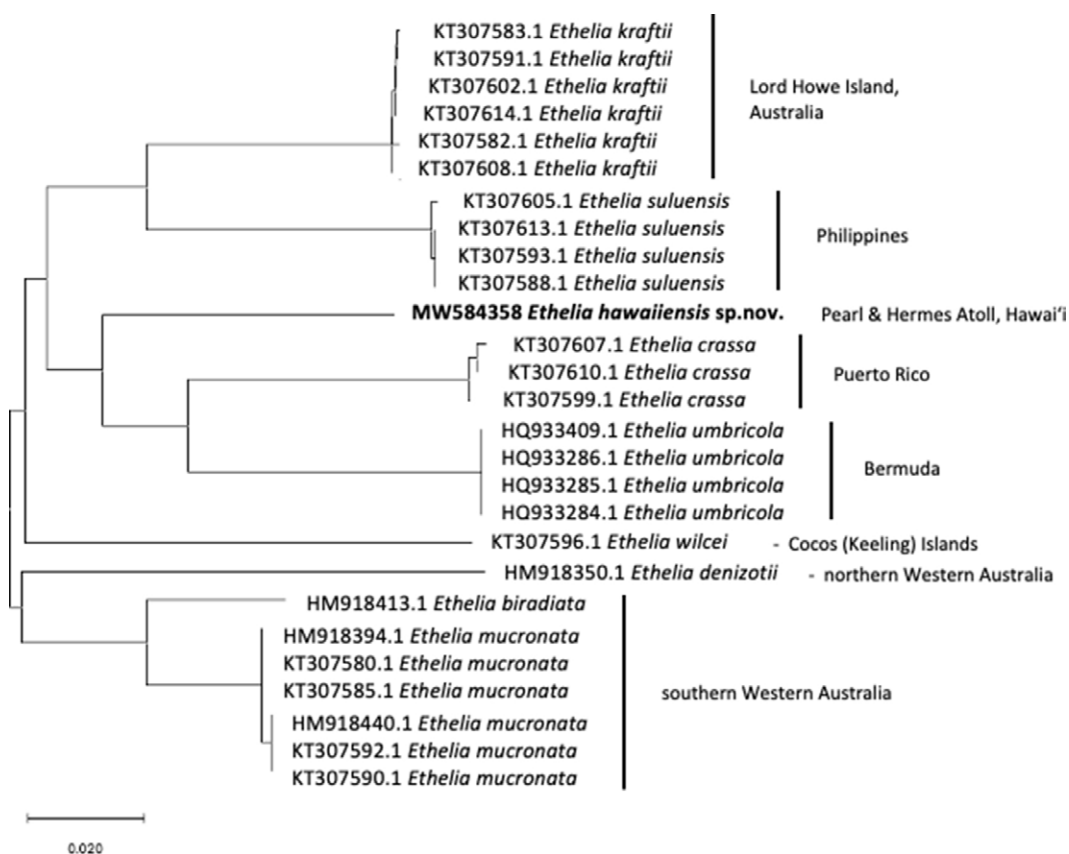 KT307583.1 Ethelia kraftii
KT307591.1 Ethelia kraftii
KT307602.1 Ethelia kraftii
KT307614.1 Ethelia kraftii
KT307582.1 Ethelia kraftii
KT307608.1 Ethelia kraftii
Lord Howe Island,
Australia
KT307605.1 Ethelia suluensis
KT307613.1 Ethelia suluensis
KT307593.1 Ethelia suluensis
KT307588.1 Ethelia suluensis
Philippines
MW584358 Ethelia hawaiiensis sp.nov. Pearl & Hermes Atoll, Hawaiʻi
KT307607.1 Ethelia crassa
KT307610.1 Ethelia crassa
KT307599.1 Ethelia crassa
Puerto Rico
HQ933409.1 Ethelia umbricola
HQ933286.1 Ethelia umbricola
HQ933285.1 Ethelia umbricola
HQ933284.1 Ethelia umbricola
Bermuda
KT307596.1 Ethelia wilcei - Cocos (Keeling) Islands
HM918350.1 Ethelia denizotii - northern Western Australia
HM918413.1 Ethelia biradiata
HM918394.1 Ethelia mucronata
KT307580.1 Ethelia mucronata
KT307585.1 Ethelia mucronata
HM918440.1 Ethelia mucronata
KT307592.1 Ethelia mucronata
KT307590.1 Ethelia mucronata
southern Western Australia
0.020